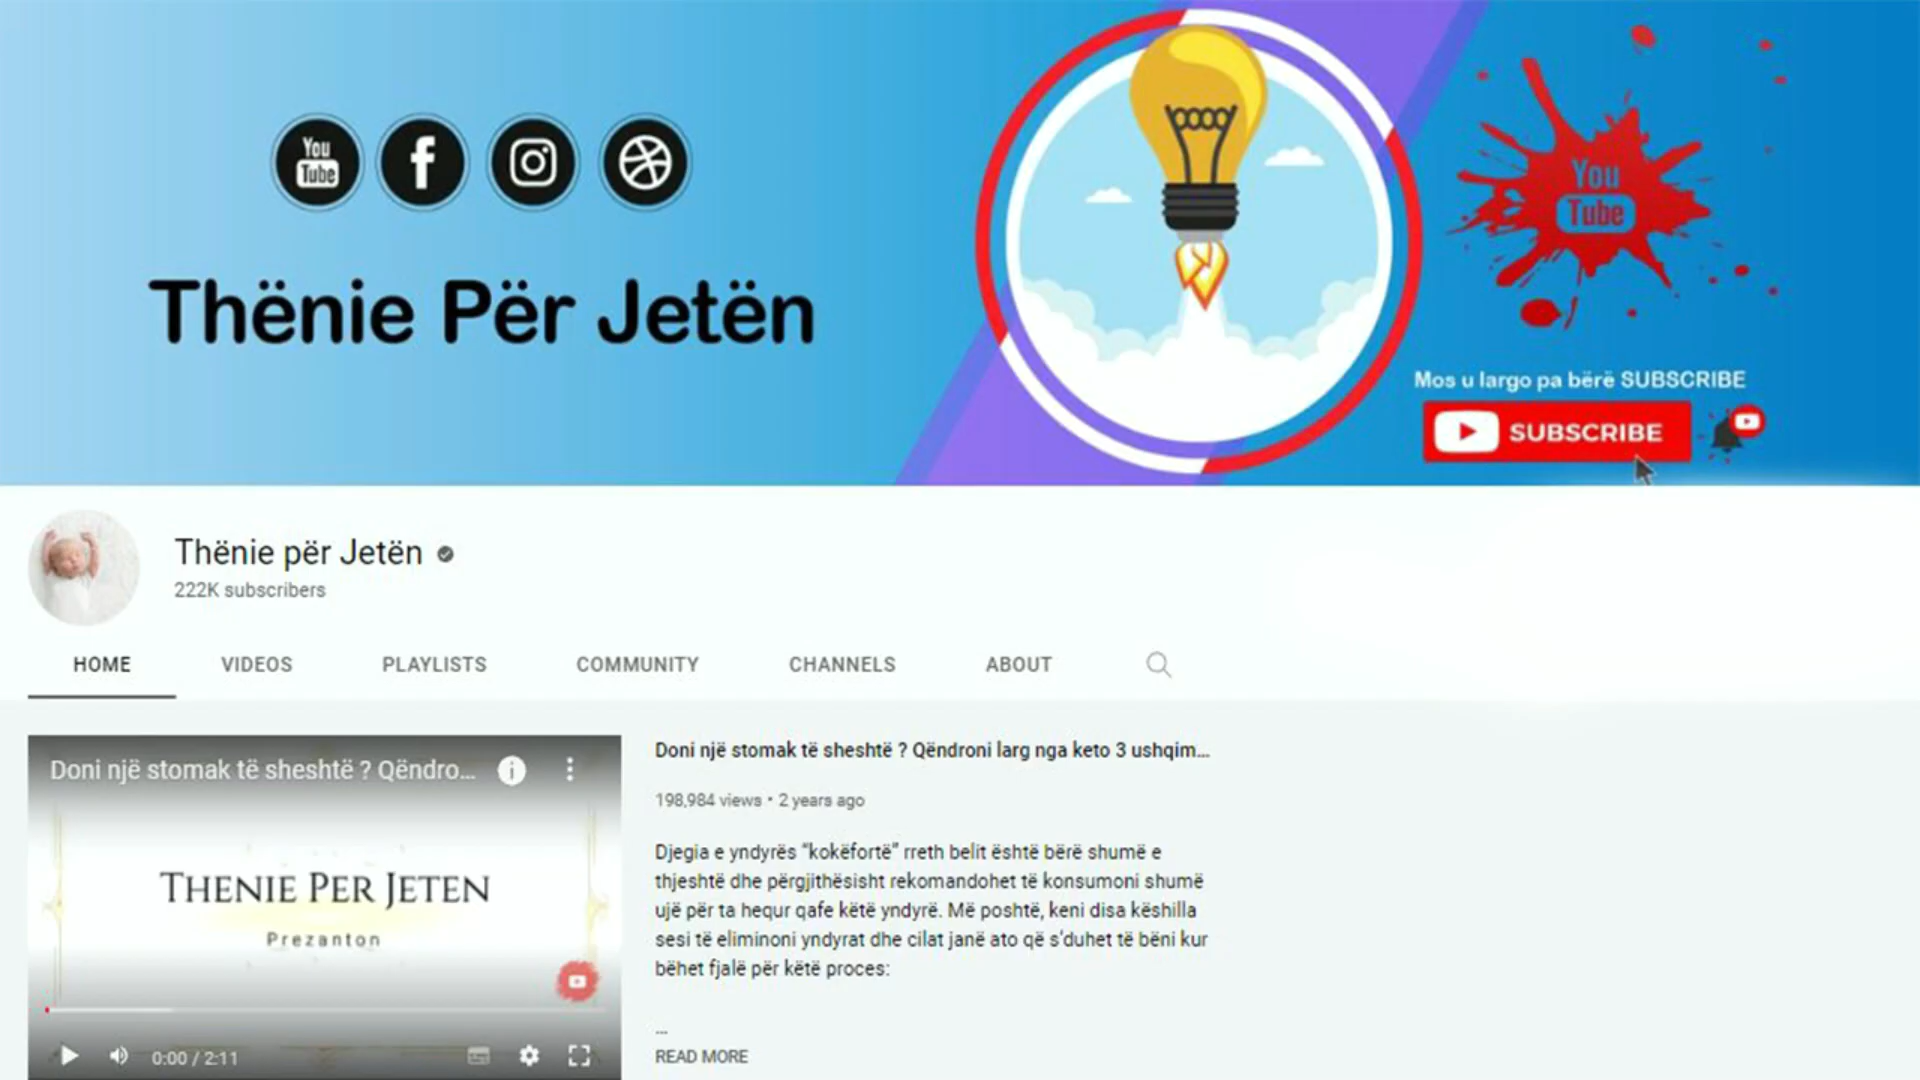 You
Tube
Thënie Për Jetën
You
Tube
Mos u largo pa bërë SUBSCRIBE
SUBSCRIBE
Thënie për Jetën
222K subscribers
HOME VIDEOS PLAYLISTS COMMUNITY CHANNELS ABOUT
Doni një stomak të sheshtë ? Qëndro...
THENIE PER JETEN
Prezanton
0:00 / 2:11
Doni një stomak të sheshtë ? Qëndroni larg nga keto 3 ushqim...
198,984 views • 2 years ago
Djegia e yndyrës “kokëfortë” rreth belit është bërë shumë e
thjeshtë dhe përgjithësisht rekomandohet të konsumoni shumë
ujë për ta hequr qafe këtë yndyrë. Më poshtë, keni disa këshilla
sesi të eliminoni yndyrat dhe cilat janë ato që s'duhet të bëni kur
bëhet fjalë për këtë proces:
...
READ MORE